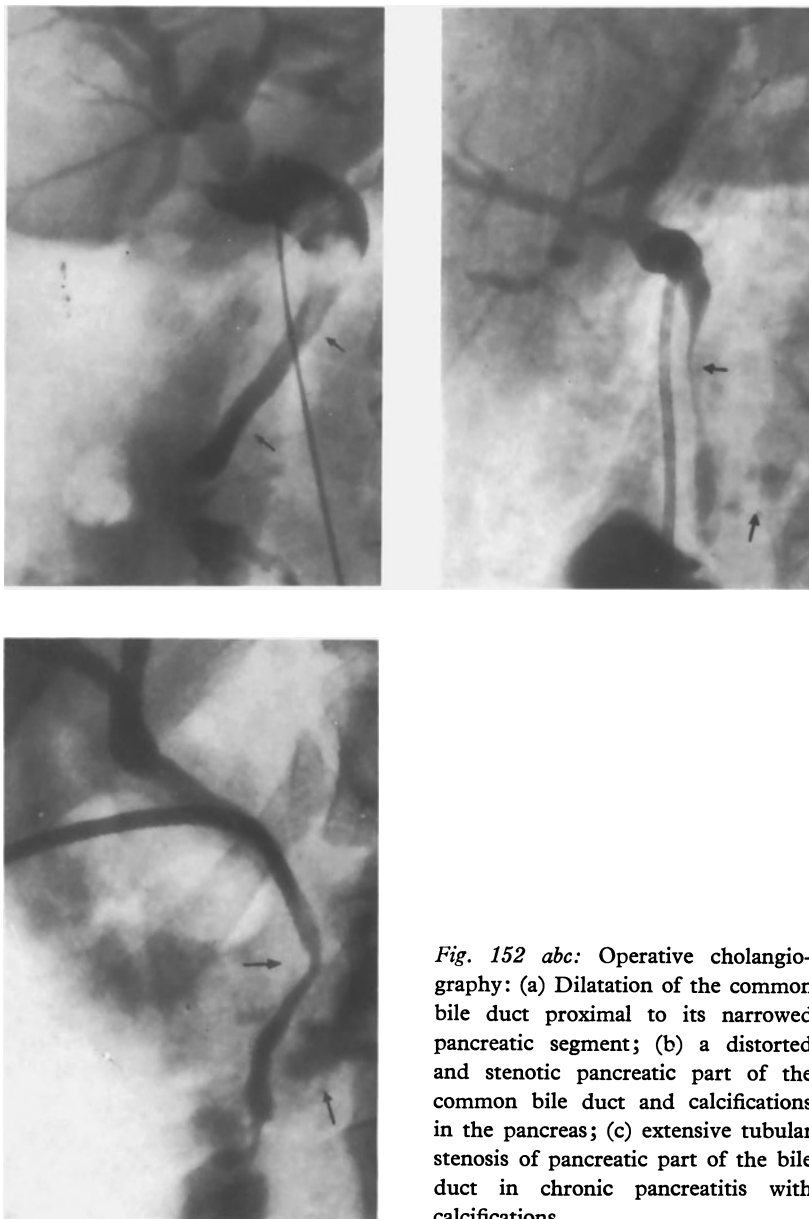 Fig. 152 abc: Operative cholangio-
graphy: (a) Dilatation of the common
bile duct proximal to its narrowed
pancreatic segment; (b) a distorted
and stenotic pancreatic part of the
common bile duct and calcifications
in the pancreas; (c) extensive tubular
stenosis of pancreatic part of the bile
duct in chronic pancreatitis with
calcifications